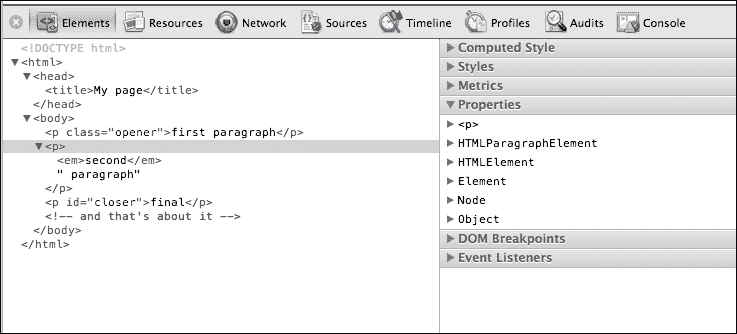 Elements Resources Network Sources Timeline Profiles Audits Console
<!DOCTYPE html>
<html>
<head>
<title>My page</title>
</head>
<body>
<p class="opener">first paragraph</p>
<p>
<em>second</em>
" paragraph"
</p>
<p id="closer">final</p>
<!-- and that's about it -->
</body>
</html>
Computed Style
Styles
Metrics
Properties
<p>
HTMLParagraphElement
HTMLElement
Element
Node
Object
DOM Breakpoints
Event Listeners